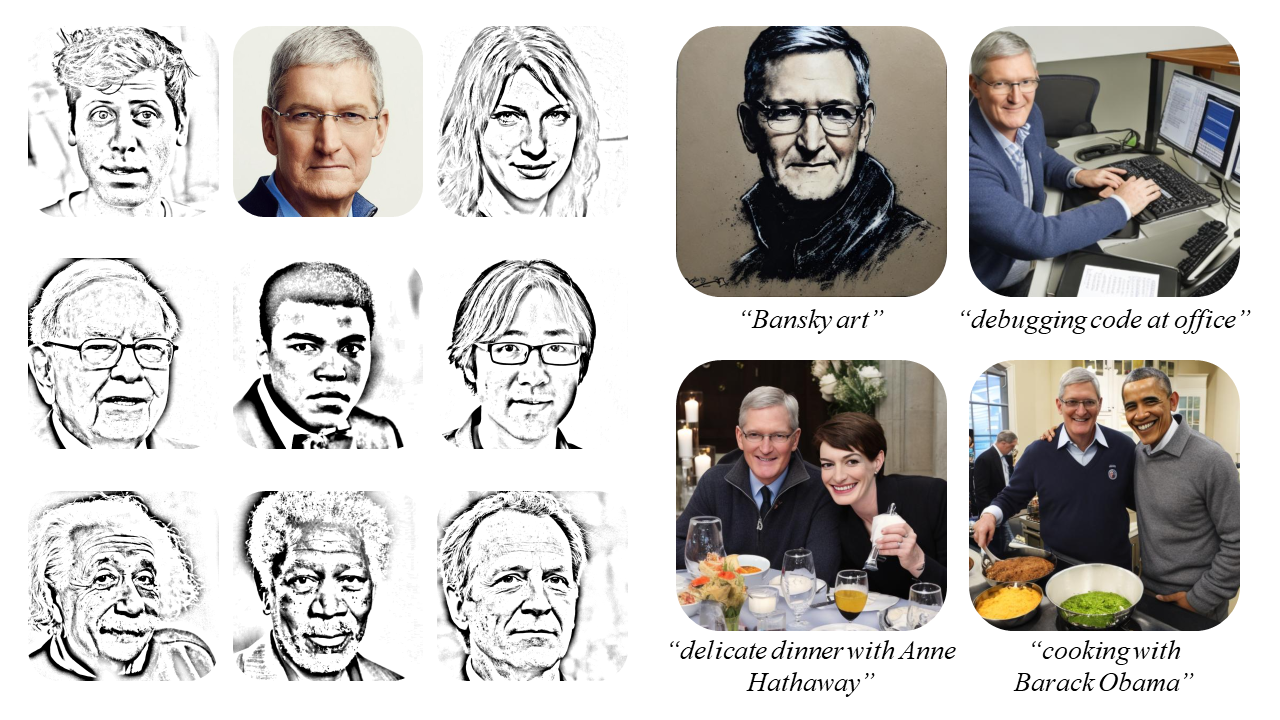 “Bansky art”
“debugging code at office”
“delicate dinner with Anne
Hathaway”
“cooking with
Barack Obama”